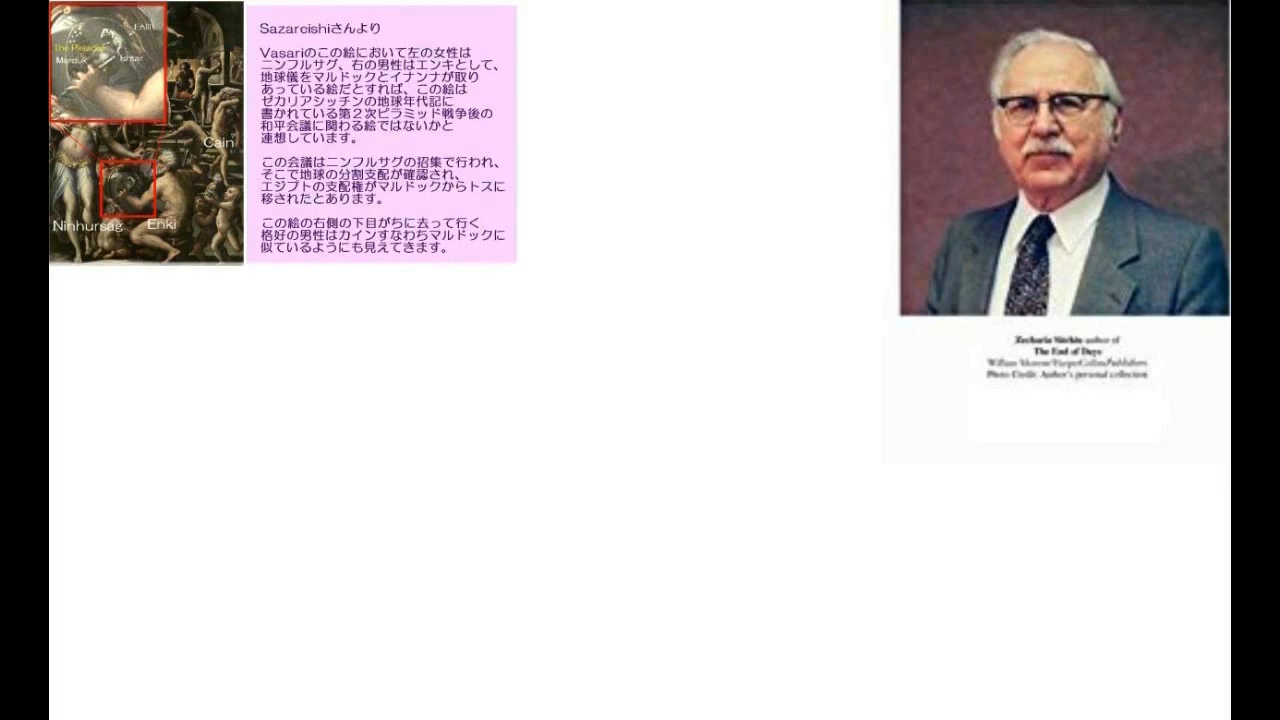 Enlil
The Pleiades
Marduk
Ishtar
?
Cain
Ninhursag
Enki
Sazareishiさんより
Vasariのこの絵において左の女性は
ニンフルサグ、右の男性はエンキとして、
地球儀をマルドックとイナンナが取り
あっている絵だとすれば、この絵は
ゼカリアシッチンの地球年代記に
書かれている第2次ピラミッド戦争後の
和平会議に関わる絵ではないかと
連想しています。
この会議はニンフルサグの招集で行われ、
そこで地球の分割支配が確認され、
エジプトの支配権がマルドックからトスに
移されたとあります。
この絵の右側の下目がちに去って行く
格好の男性はカインすなわちマルドックに
似ているようにも見えてきます。
Zecharia Sitchin author of
The End of Days
William Morrow/HarperCollinsPublishers
Photo Credit: Author's personal collection